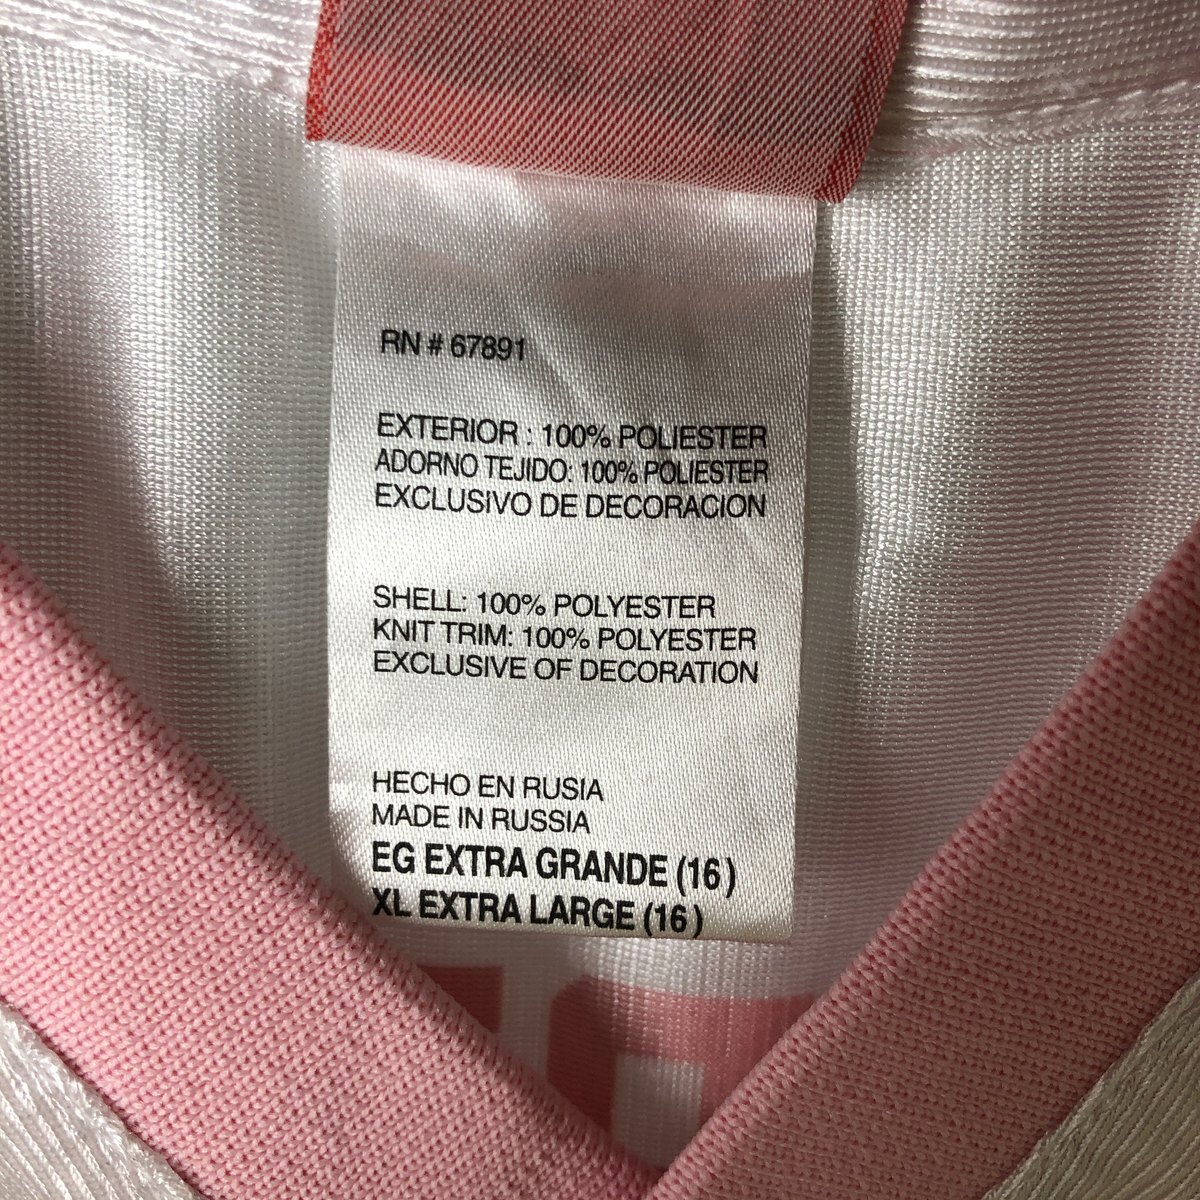 RN # 67891
EXTERIOR : 100% POLIESTER
ADORNO TEJIDO: 100% POLIESTER
EXCLUSIVO DE DECORACION
SHELL: 100% POLYESTER
KNIT TRIM: 100% POLYESTER
EXCLUSIVE OF DECORATION
HECHO EN RUSIA
MADE IN RUSSIA
EG EXTRA GRANDE (16)
XL EXTRA LARGE (16)